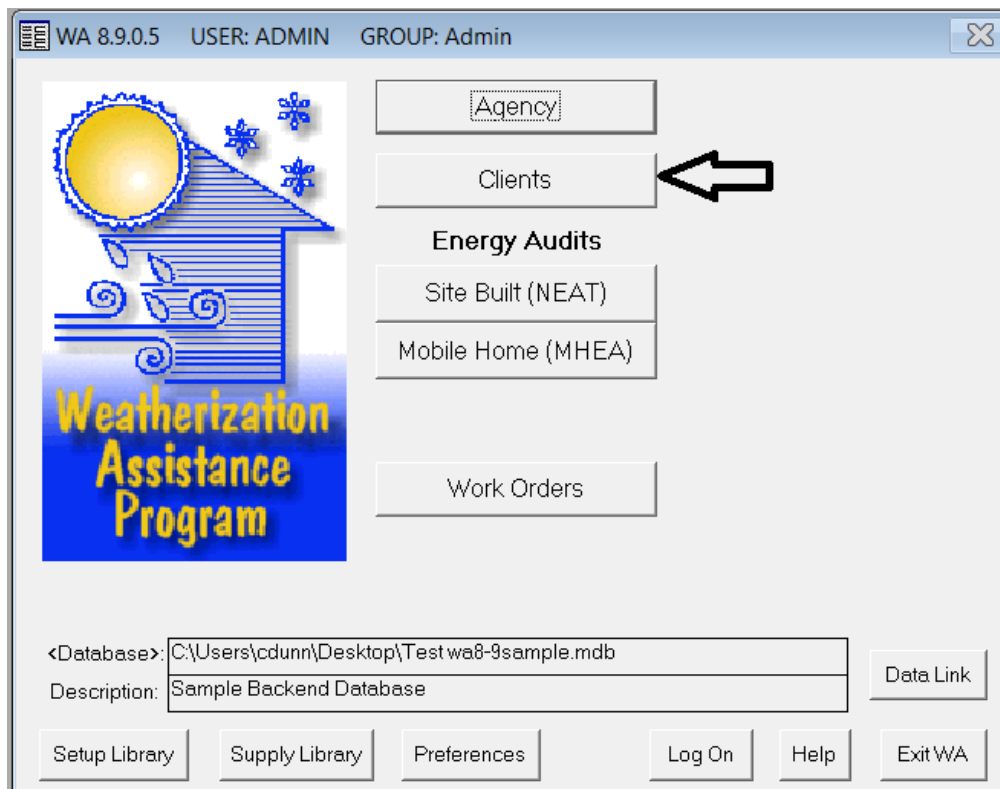 WA 8.9.0.5 USER: ADMIN GROUP: Admin
Agency
Clients
Energy Audits
Site Built (NEAT)
Mobile Home (MHEA)
Weatherization
Assistance
Program
Work Orders
<Database>: C:\Users\cdunn\Desktop\Test wa8-9sample.mdb
Description: Sample Backend Database
Data Link
Setup Library Supply Library Preferences Log On Help Exit WA